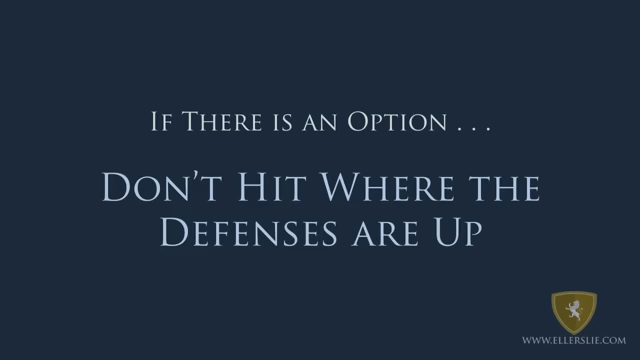 If There is an Option . . .
Don't Hit Where the
Defenses are Up
www.ellerslie.com